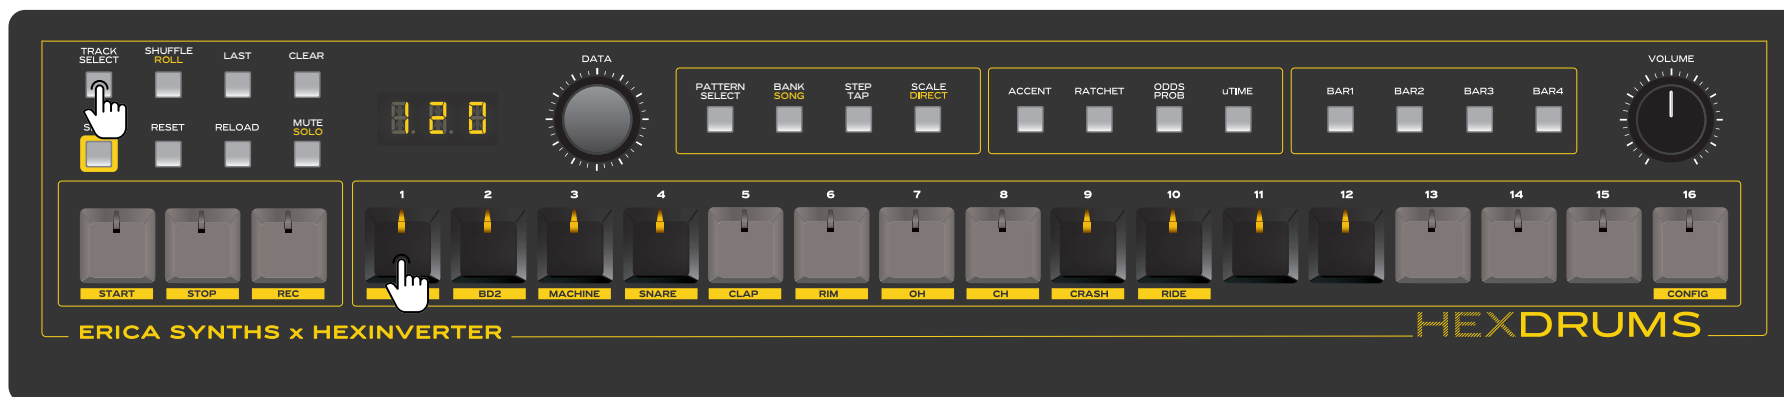 TRACK SELECT
SHUFFLE ROLL
LAST
CLEAR
RESET
RELOAD
MUTE SOLO
120
DATA
PATTERN SELECT
BANK SONG
STEP TAP
SCALE DIRECT
ACCENT
RATCHET
ODDS PROB
uTIME
BAR1
BAR2
BAR3
BAR4
VOLUME
1 2 3 4 5 6 7 8 9 10 11 12 13 14 15 16
START
STOP
REC
BD2
MACHINE
SNARE
CLAP
RIM
OH
CH
CRASH
RIDE
CONFIG
ERICA SYNTHS x HEXINVERTER
HEXDRUMS